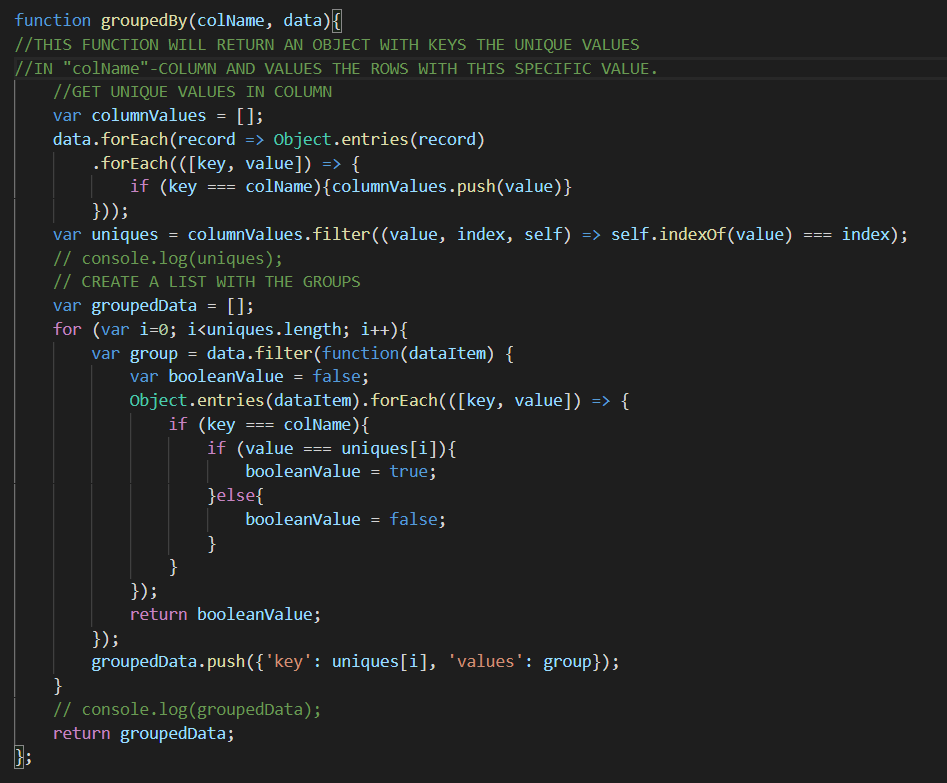 function groupedBy(colName, data){
//THIS FUNCTION WILL RETURN AN OBJECT WITH KEYS THE UNIQUE VALUES
//IN "colName"-COLUMN AND VALUES THE ROWS WITH THIS SPECIFIC VALUE.
    //GET UNIQUE VALUES IN COLUMN
    var columnValues = [];
    data.forEach(record => Object.entries(record)
        .forEach(([key, value]) => {
            if (key === colName){columnValues.push(value)}
        }));
    var uniques = columnValues.filter((value, index, self) => self.indexOf(value) === index);
    // console.log(uniques);
    // CREATE A LIST WITH THE GROUPS
    var groupedData = [];
    for (var i=0; i<uniques.length; i++){
        var group = data.filter(function(dataItem) {
            var booleanValue = false;
            Object.entries(dataItem).forEach(([key, value]) => {
                if (key === colName){
                    if (value === uniques[i]){
                        booleanValue = true;
                    }else{
                        booleanValue = false;
                    }
                }
            });
            return booleanValue;
        });
        groupedData.push({'key': uniques[i], 'values': group});
    }
    // console.log(groupedData);
    return groupedData;
};